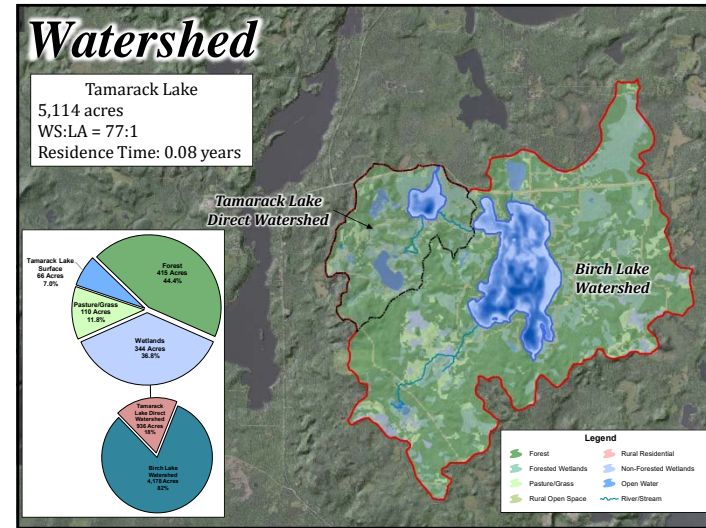 Watershed
Tamarack Lake
5,114 acres
WS:LA = 77:1
Residence Time: 0.08 years
Tamarack Lake
Direct Watershed
Birch Lake
Watershed
Tamarack Lake
Surface
66 Acres
7.0%
Forest
415 Acres
44.4%
Pasture/Grass
110 Acres
11.8%
Wetlands
344 Acres
36.8%
Tamarack
Lake Direct
Watershed
936 Acres
18%
Birch Lake
Watershed
4,178 Acres
82%
Legend
Forest
Forested Wetlands
Pasture/Grass
Rural Open Space
Rural Residential
Non-Forested Wetlands
Open Water
River/Stream